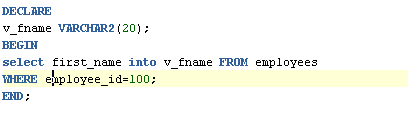 DECLARE
v_fname VARCHAR2(20);
BEGIN
select first_name into v_fname FROM employees
WHERE employee_id=100;
END;